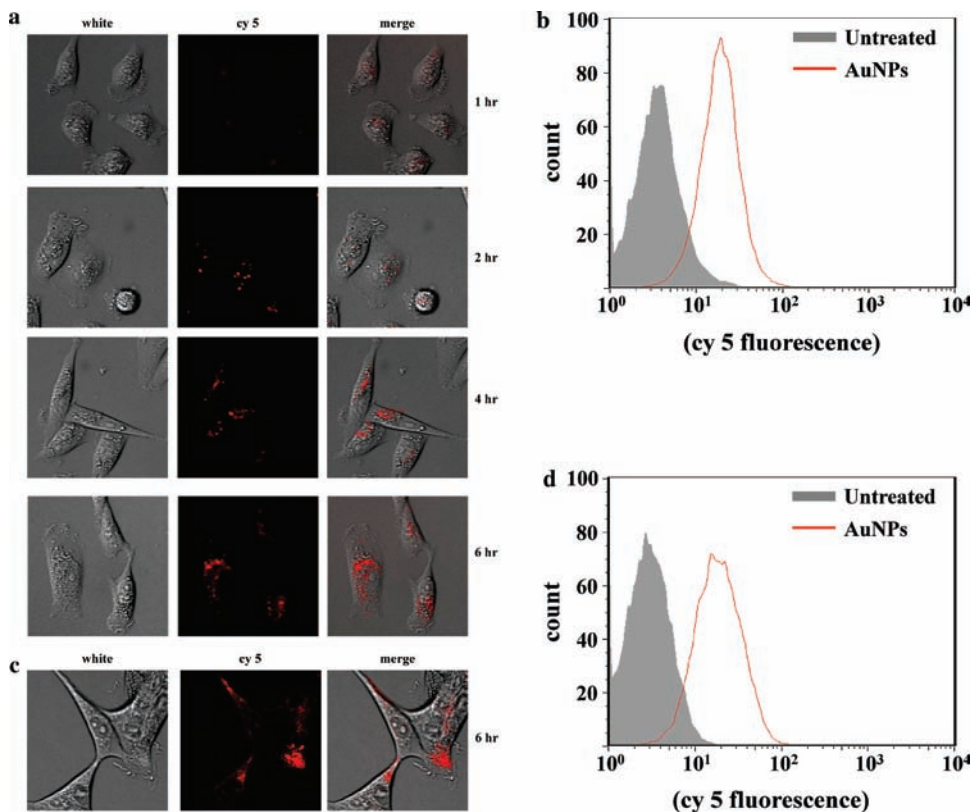 a
white cy 5 merge
1 hr
2 hr
4 hr
6 hr
c
white cy 5 merge
6 hr
b
100
80
60
40
20
count
Untreated
AuNPs
10⁰ 10¹ 10² 10³ 10⁴
(cy 5 fluorescence)
d
100
80
60
40
20
count
Untreated
AuNPs
10⁰ 10¹ 10² 10³ 10⁴
(cy 5 fluorescence)